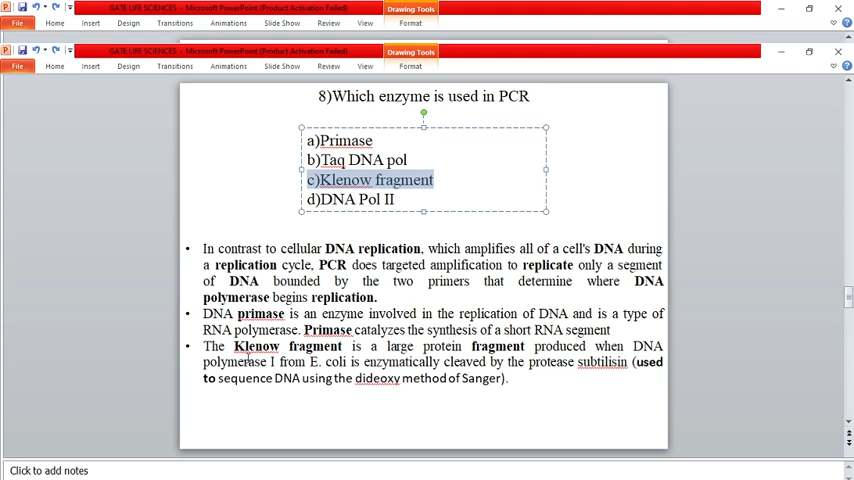 GATE LIFE SCIENCES - Microsoft PowerPoint (Product Activation Failed)
Drawing Tools
File Home Insert Design Transitions Animations Slide Show Review View Format
GATE LIFE SCIENCES - Microsoft PowerPoint (Product Activation Failed)
Drawing Tools
File Home Insert Design Transitions Animations Slide Show Review View Format
8)Which enzyme is used in PCR
a)Primase
b)Taq DNA pol
c)Klenow fragment
d)DNA Pol II
• In contrast to cellular DNA replication, which amplifies all of a cell's DNA during
a replication cycle, PCR does targeted amplification to replicate only a segment
of DNA bounded by the two primers that determine where DNA
polymerase begins replication.
• DNA primase is an enzyme involved in the replication of DNA and is a type of
RNA polymerase. Primase catalyzes the synthesis of a short RNA segment
• The Klenow fragment is a large protein fragment produced when DNA
polymerase I from E. coli is enzymatically cleaved by the protease subtilisin (used
to sequence DNA using the dideoxy method of Sanger).
Click to add notes